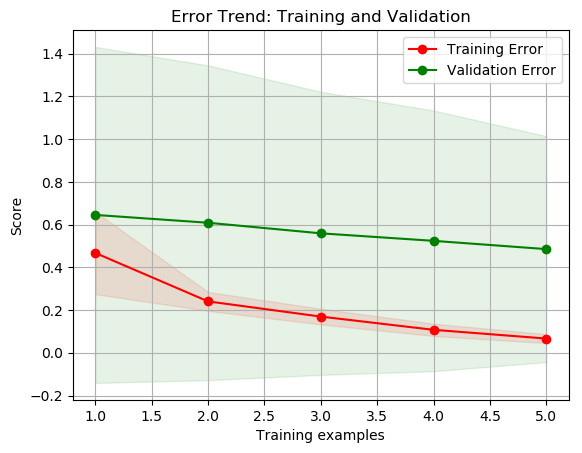 Error Trend: Training and Validation
Training Error
Validation Error
Score
1.4
1.2
1.0
0.8
0.6
0.4
0.2
0.0
−0.2
1.0 1.5 2.0 2.5 3.0 3.5 4.0 4.5 5.0
Training examples